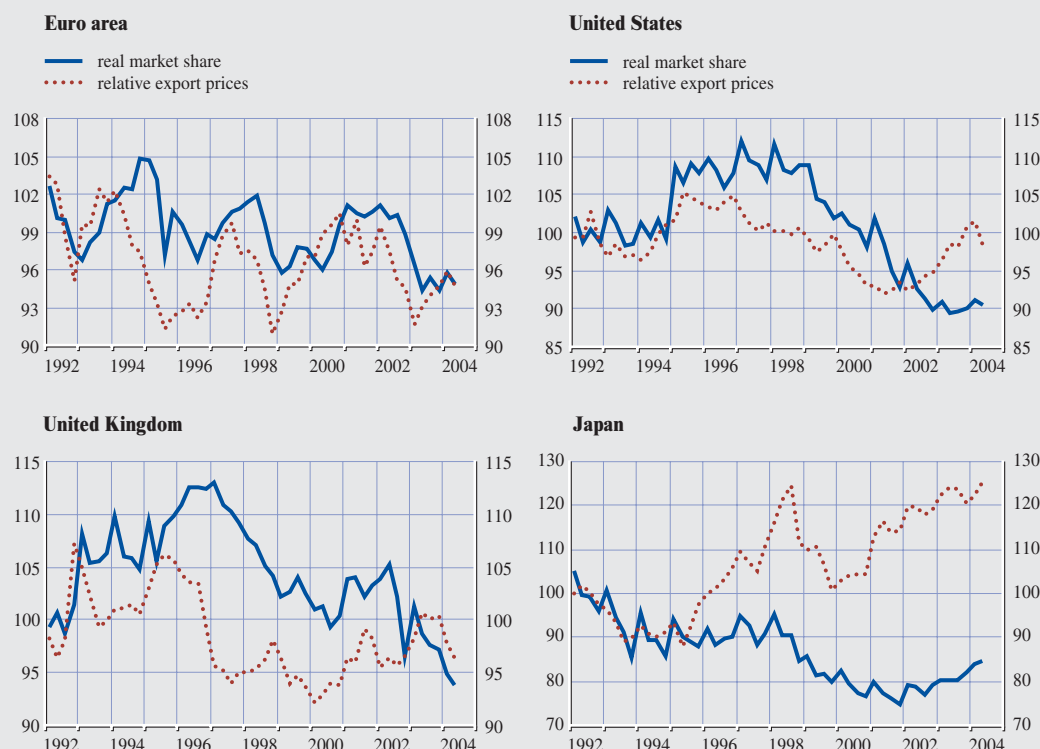 Euro area
real market share
relative export prices
108 108
105 105
102 102
99 99
96 96
93 93
90 90
1992 1994 1996 1998 2000 2002 2004
United States
real market share
relative export prices
115 115
110 110
105 105
100 100
95 95
90 90
85 85
1992 1994 1996 1998 2000 2002 2004
United Kingdom
115 115
110 110
105 105
100 100
95 95
90 90
1992 1994 1996 1998 2000 2002 2004
Japan
130 130
120 120
110 110
100 100
90 90
80 80
70 70
1992 1994 1996 1998 2000 2002 2004